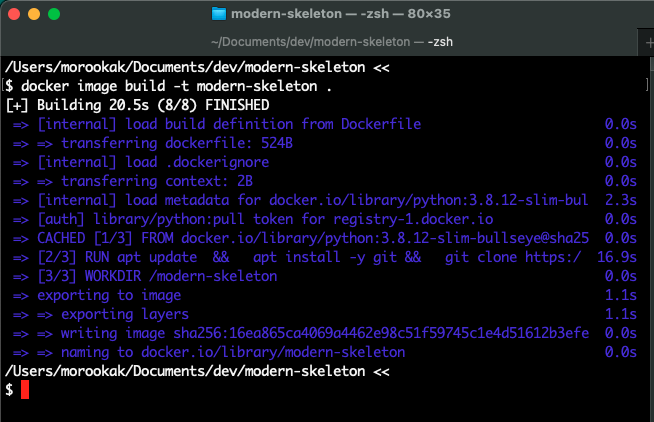 modern-skeleton — -zsh — 80×35
~/Documents/dev/modern-skeleton — -zsh
/Users/morookak/Documents/dev/modern-skeleton <<
$ docker image build -t modern-skeleton .
[+] Building 20.5s (8/8) FINISHED
=> [internal] load build definition from Dockerfile 0.0s
=> => transferring dockerfile: 524B 0.0s
=> [internal] load .dockerignore 0.0s
=> => transferring context: 2B 0.0s
=> [internal] load metadata for docker.io/library/python:3.8.12-slim-bul 2.3s
=> [auth] library/python:pull token for registry-1.docker.io 0.0s
=> CACHED [1/3] FROM docker.io/library/python:3.8.12-slim-bullseye@sha25 0.0s
=> [2/3] RUN apt update && apt install -y git && git clone https:/ 16.9s
=> [3/3] WORKDIR /modern-skeleton 0.0s
=> exporting to image 1.1s
=> => exporting layers 1.1s
=> => writing image sha256:16ea865ca4069a4462e98c51f59745c1e4d51612b3efe 0.0s
=> => naming to docker.io/library/modern-skeleton 0.0s
/Users/morookak/Documents/dev/modern-skeleton <<
$